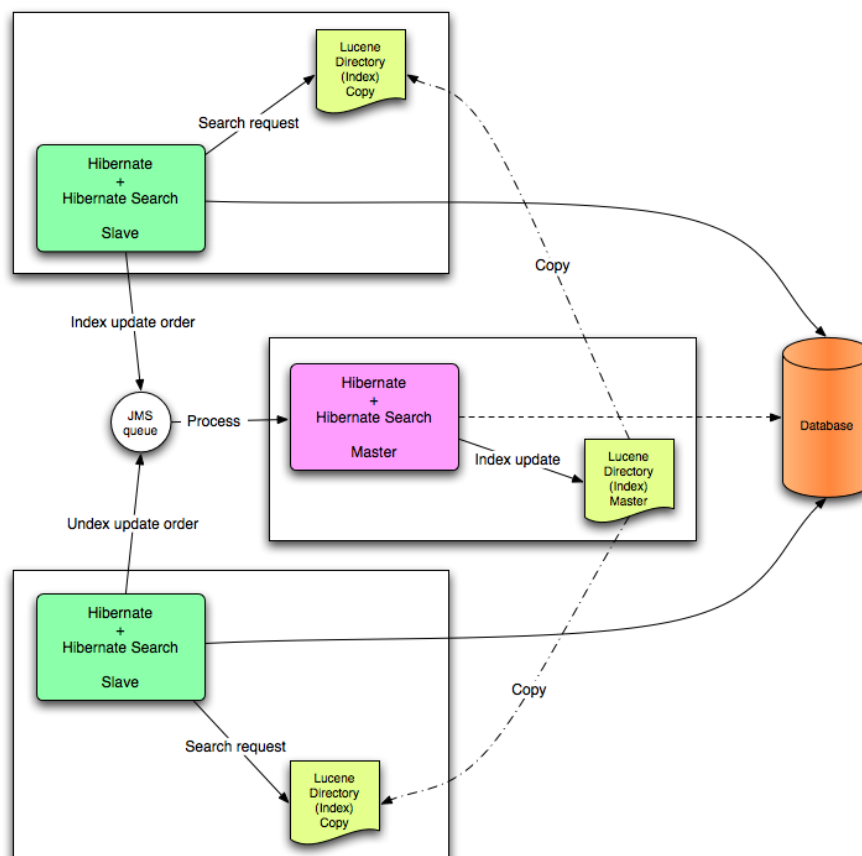 Lucene
Directory
(Index)
Copy
Search request
Hibernate
+
Hibernate Search
Slave
Copy
Index update order
Hibernate
+
Hibernate Search
Master
JMS
queue
Process
Database
Index update
Lucene
Directory
(Index)
Master
Undex update order
Hibernate
+
Hibernate Search
Slave
Copy
Search request
Lucene
Directory
(Index)
Copy